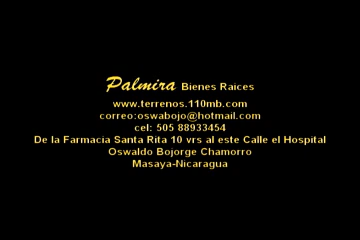 Palmira Bienes Raices
www.terrenos.110mb.com
correo:oswabojo@hotmail.com
cel: 505 88933454
De la Farmacia Santa Rita 10 vrs al este Calle el Hospital
Oswaldo Bojorge Chamorro
Masaya-Nicaragua